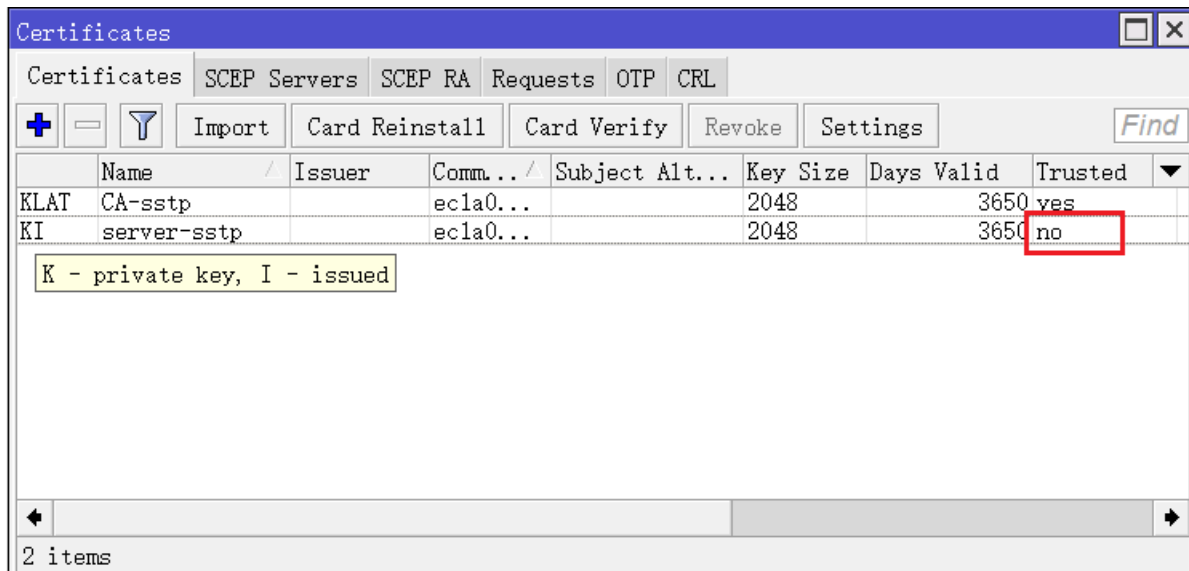 Certificates
Certificates SCEP Servers SCEP RA Requests OTP CRL
Import Card Reinstall Card Verify Revoke Settings Find
Name Issuer Comm... Subject Alt... Key Size Days Valid Trusted
KLAT CA-sstp ec1a0... 2048 3650 yes
KI server-sstp ec1a0... 2048 3650 no
K - private key, I - issued
2 items